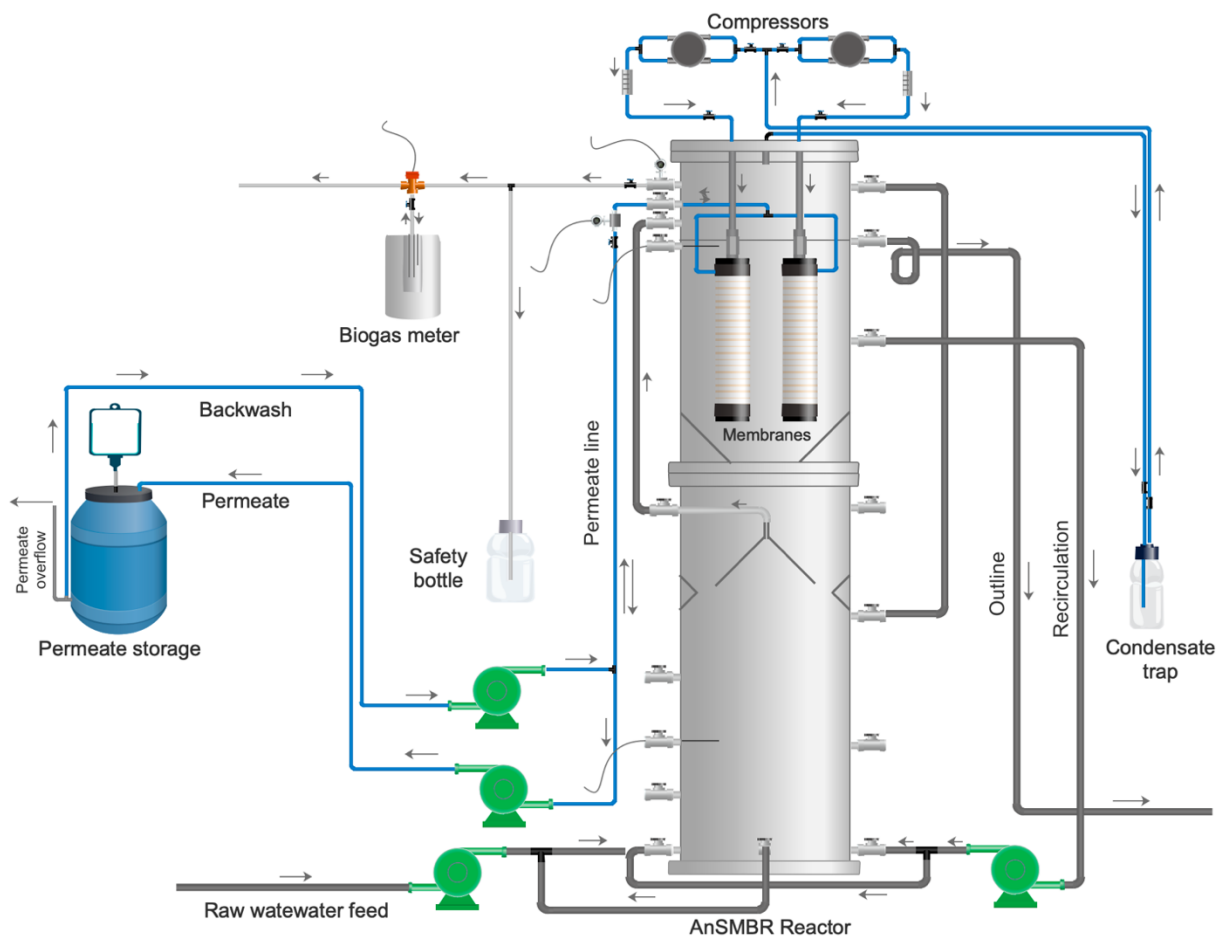 Compressors
Biogas meter
Backwash
Membranes
Permeate line
Permeate
Permeate
overflow
Safety
bottle
Outline
Recirculation
Permeate storage
Condensate
trap
Raw watewater feed
AnSMBR Reactor